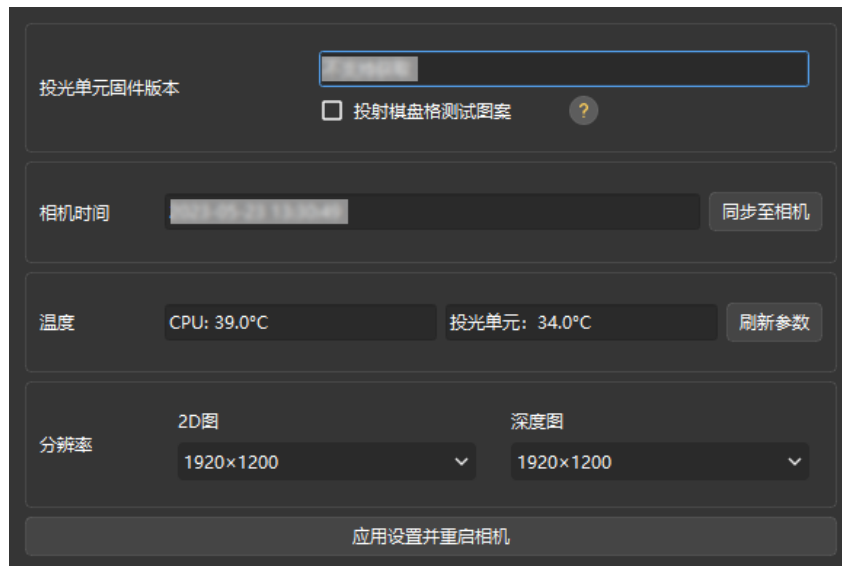 投光单元固件版本
投射棋盘格测试图案
?
相机时间
同步至相机
温度
CPU: 39.0°C
投光单元: 34.0°C
刷新参数
分辨率
2D图
深度图
1920×1200
1920×1200
应用设置并重启相机